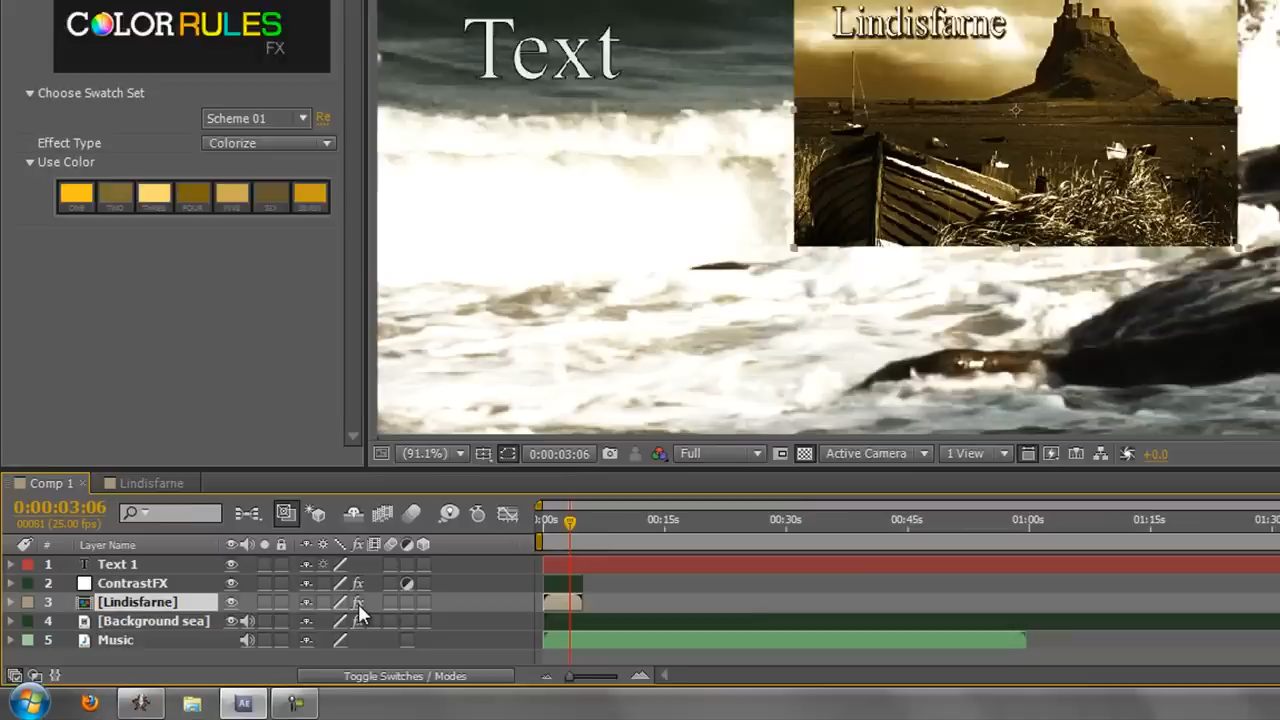 COLOR RULES
FX
Text
Lindisfarne
Choose Swatch Set
Scheme 01
Re
Effect Type
Colorize
Use Color
ONE TWO THREE FOUR FIVE SIX SEVEN
(91.1%)
0:00:03:06
Full
Active Camera
1 View
+0.0
Comp 1 ×
Lindisfarne
0:00:03:06
00081 (25.00 fps)
:00s 00:15s 00:30s 00:45s 01:00s 01:15s 01:30
# Layer Name
fx
1 T Text 1
2 ContrastFX fx
3 [Lindisfarne]
4 [Background sea]
5 Music
Toggle Switches / Modes
Ae